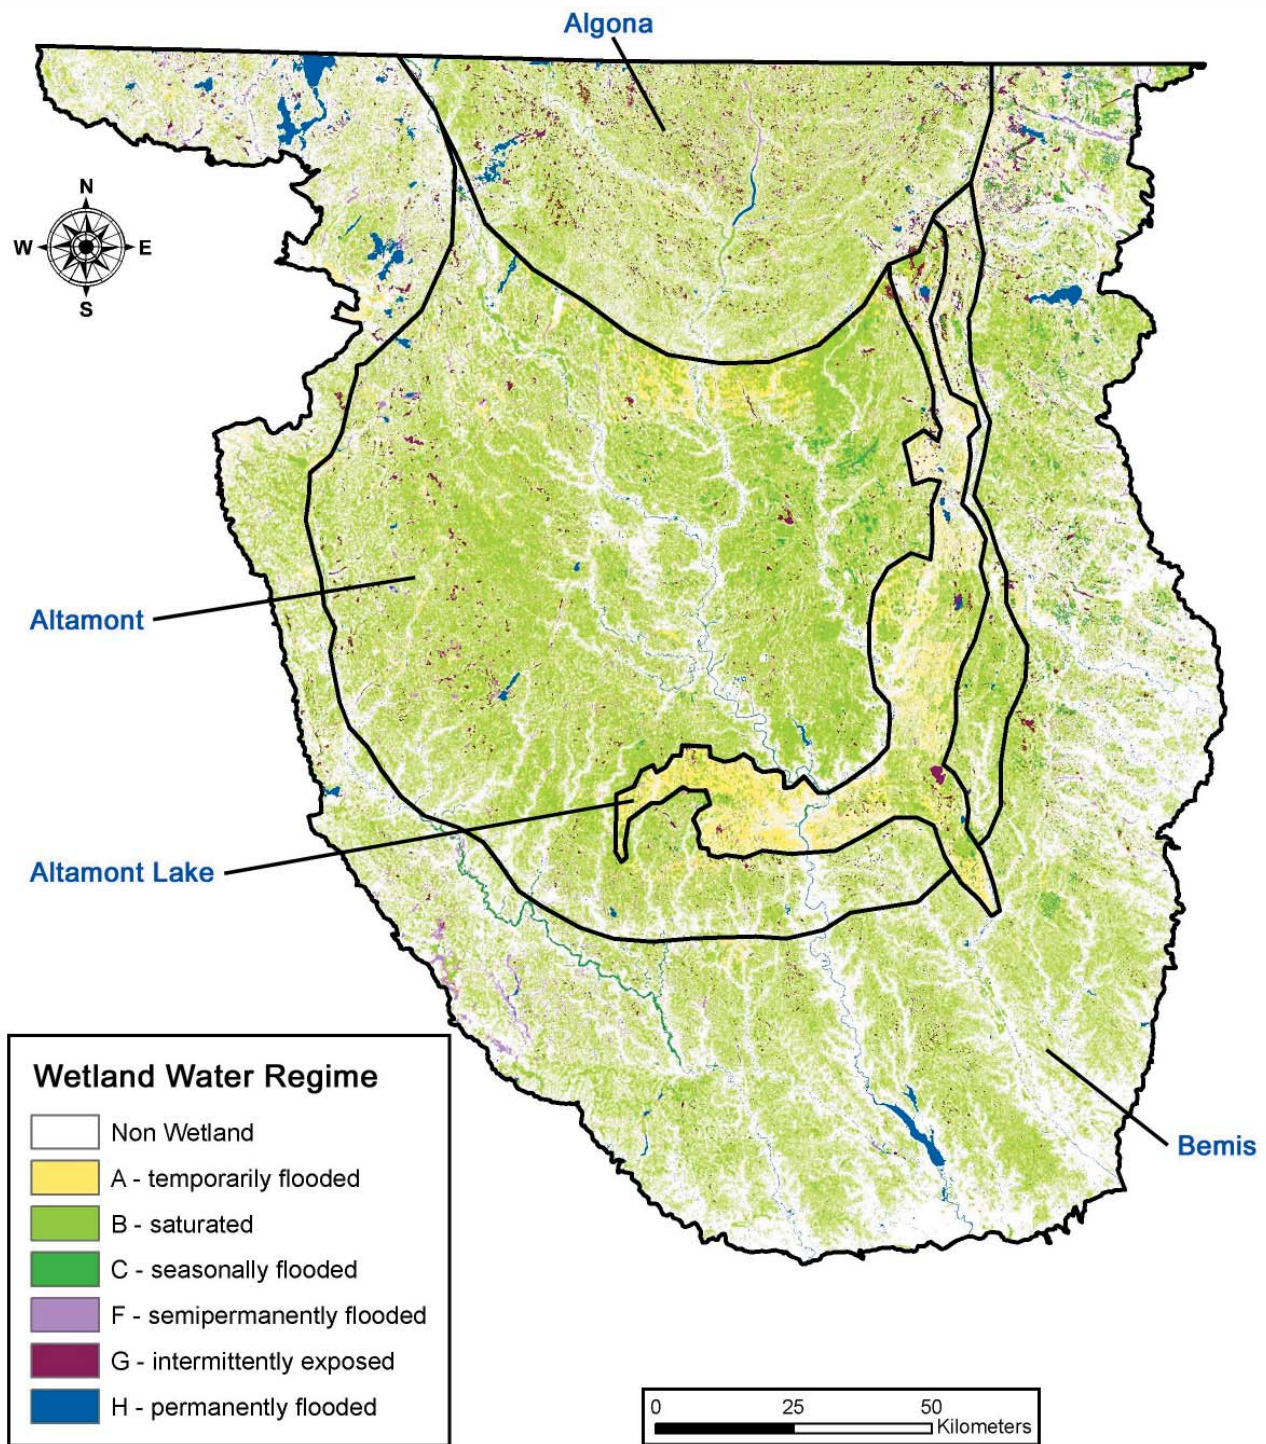 Algona
N
W E
S
Altamont
Altamont Lake
Bemis
Wetland Water Regime
Non Wetland
A - temporarily flooded
B - saturated
C - seasonally flooded
F - semipermanently flooded
G - intermittently exposed
H - permanently flooded
0 25 50
Kilometers